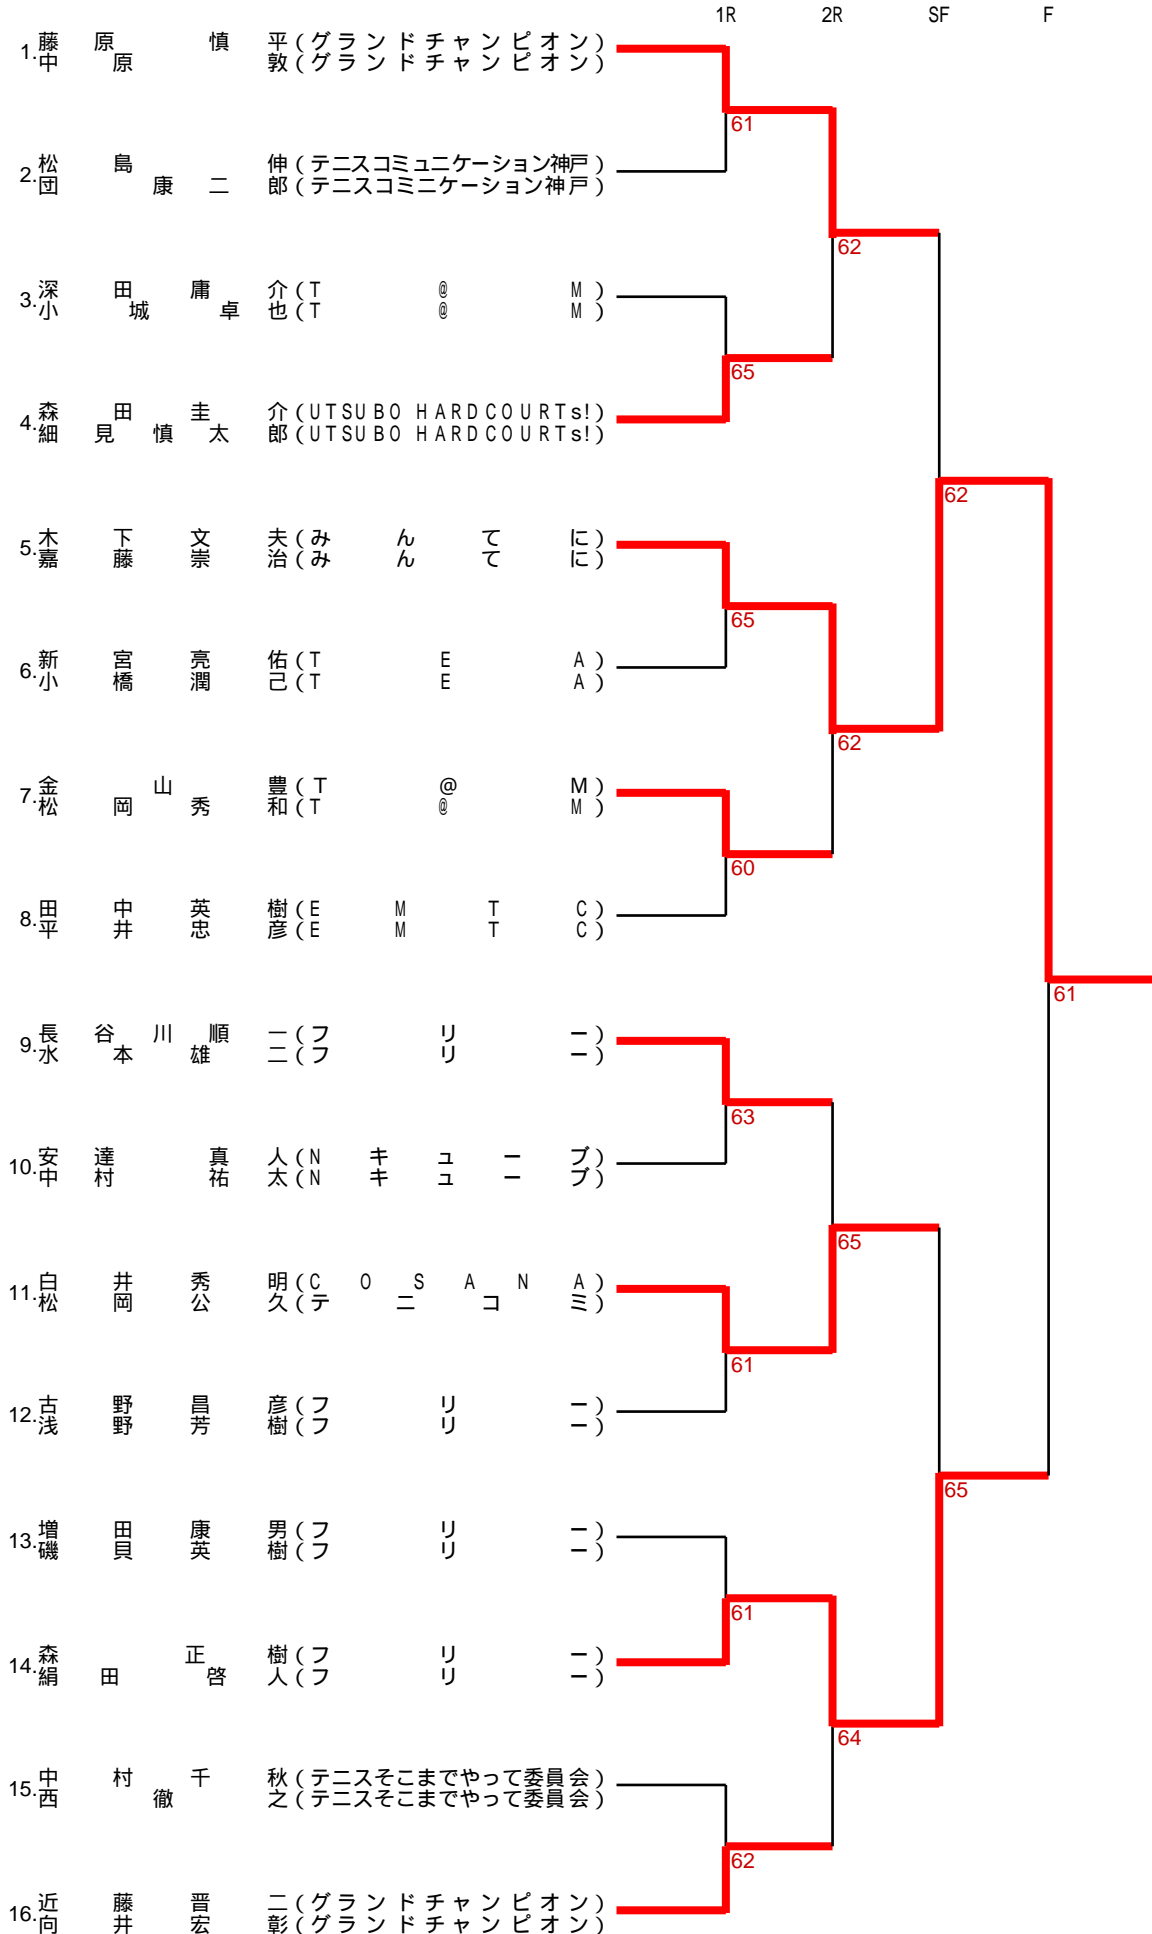 1R 2R SF F
1. 藤原 慎平(グランドチャンピオン)
中原 敦(グランドチャンピオン)
61
2. 松島 伸(テニスコミュニケーション神戸)
団 康二郎(テニスコミニケーション神戸)
62
3. 深田庸介(T@M)
小城卓也(T@M)
65
4. 森田圭介(UTSUBO HARDCOURTs!)
細見慎太郎(UTSUBO HARDCOURTs!)
62
5. 木下文夫(みんてに)
嘉藤崇治(みんてに)
65
6. 新宮亮佑(TEA)
小橋潤己(TEA)
62
7. 金山豊(T@M)
松岡秀和(T@M)
60
8. 田中英樹(EMTC)
平井忠彦(EMTC)
61
9. 長谷川順一(フリー)
水本雄二(フリー)
63
10. 安達 真人(Nキューブ)
中村 祐太(Nキューブ)
65
11. 白井秀明(COSANA)
松岡公久(テニコミ)
61
12. 古野昌彦(フリー)
浅野芳樹(フリー)
65
13. 増田康男(フリー)
磯貝英樹(フリー)
61
14. 森 正樹(フリー)
絹田 啓人(フリー)
64
15. 中村千秋(テニスそこまでやって委員会)
西 徹之(テニスそこまでやって委員会)
62
16. 近藤晋二(グランドチャンピオン)
向井宏彰(グランドチャンピオン)